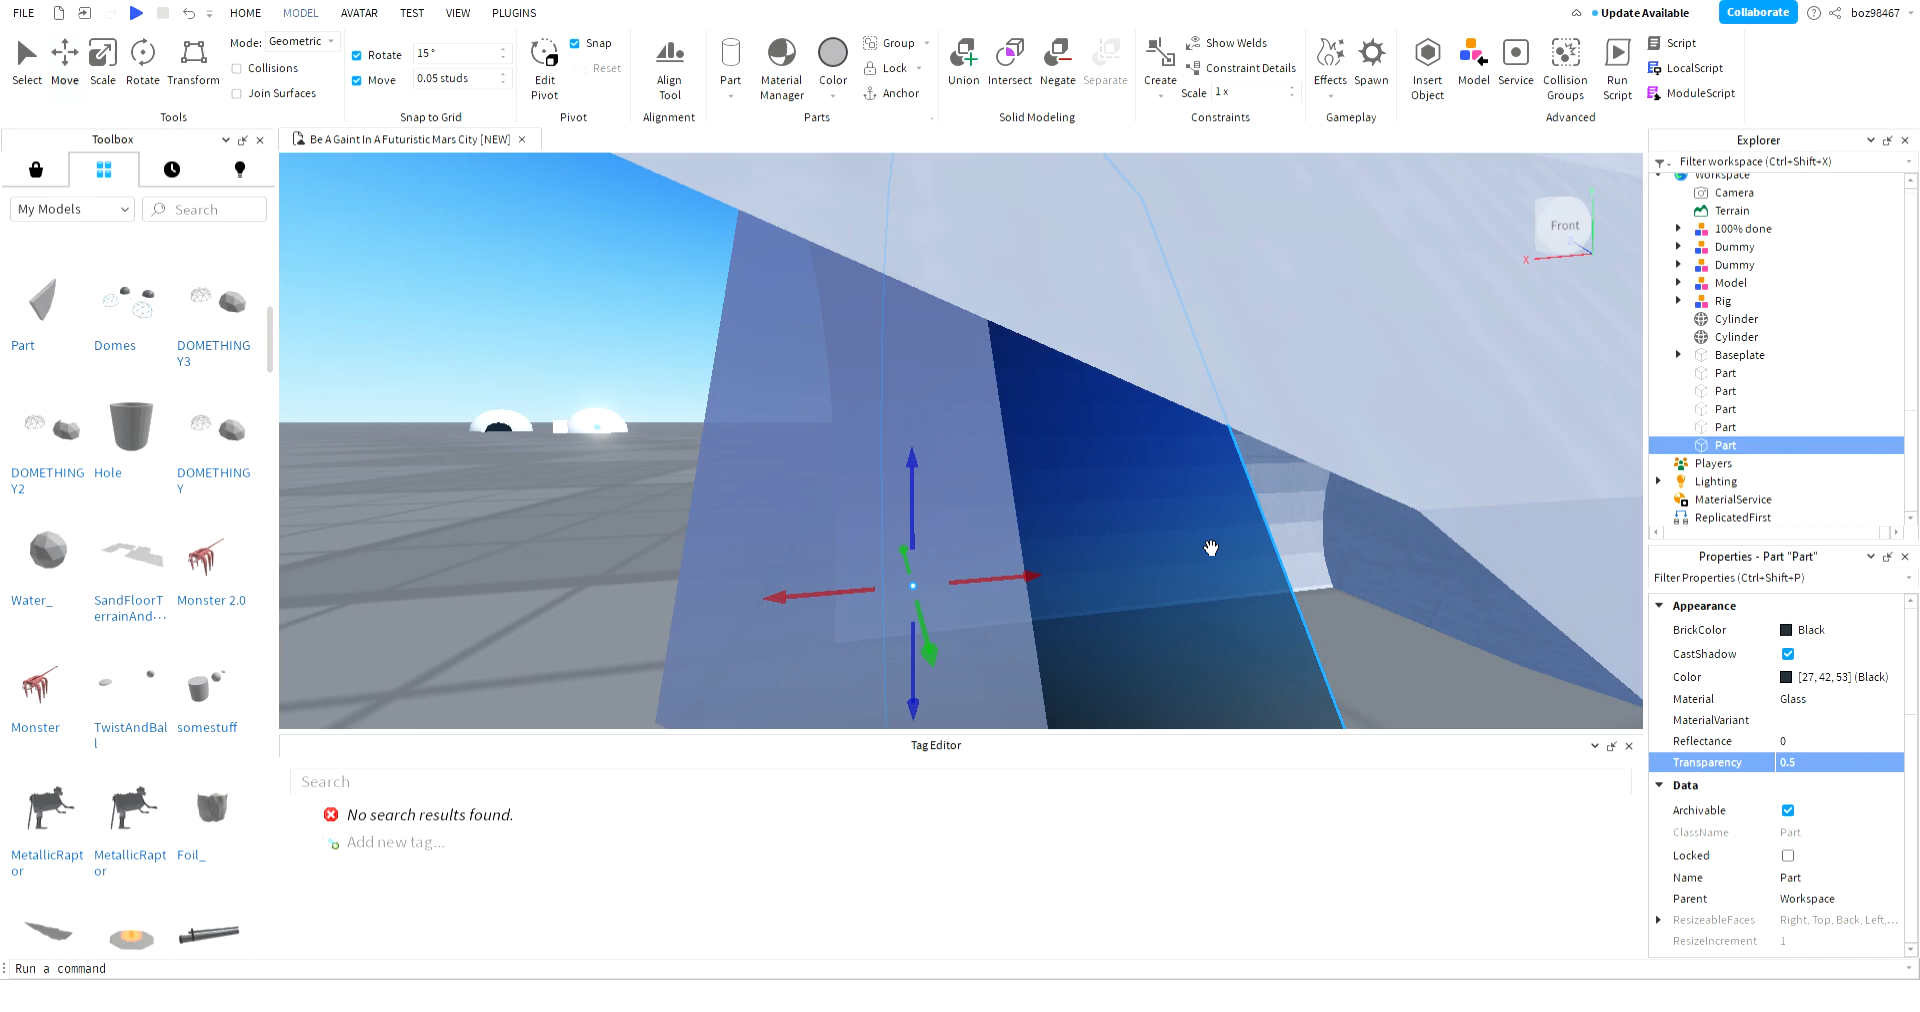 FILE HOME MODEL AVATAR TEST VIEW PLUGINS Update Available Collaborate boz98467
Select Move Scale Rotate Transform
Mode: Geometric
Collisions
Join Surfaces
Tools
Rotate 15°
Move 0.05 studs
Snap to Grid
Edit Pivot
Snap
Reset
Pivot
Align Tool
Alignment
Part Material Manager Color
Group
Lock
Anchor
Parts
Union Intersect Negate Separate
Solid Modeling
Create
Show Welds
Constraint Details
Scale 1 x
Constraints
Effects Spawn
Gameplay
Insert Object Model Service Collision Groups Run Script
Script
LocalScript
ModuleScript
Advanced
Toolbox
My Models Search
Part Domes DOMETHING Y3
DOMETHING Y2 Hole DOMETHING Y
Water_ SandFloorT errainAnd··· Monster 2.0
Monster TwistAndBal l somestuff
MetallicRapt or MetallicRapt or Foil_
Be A Gaint In A Futuristic Mars City [NEW]
Front
X
Y
Z
Tag Editor
Search
No search results found.
Add new tag...
Explorer
Filter workspace (Ctrl+Shift+X)
Workspace
Camera
Terrain
100% done
Dummy
Dummy
Model
Rig
Cylinder
Cylinder
Baseplate
Part
Part
Part
Part
Part
Players
Lighting
MaterialService
ReplicatedFirst
Properties - Part "Part"
Filter Properties (Ctrl+Shift+P)
Appearance
BrickColor Black
CastShadow
Color [27, 42, 53] (Black)
Material Glass
MaterialVariant
Reflectance 0
Transparency 0.5
Data
Archivable
ClassName Part
Locked
Name Part
Parent Workspace
ResizeableFaces Right, Top, Back, Left,...
ResizeIncrement 1
Run a command